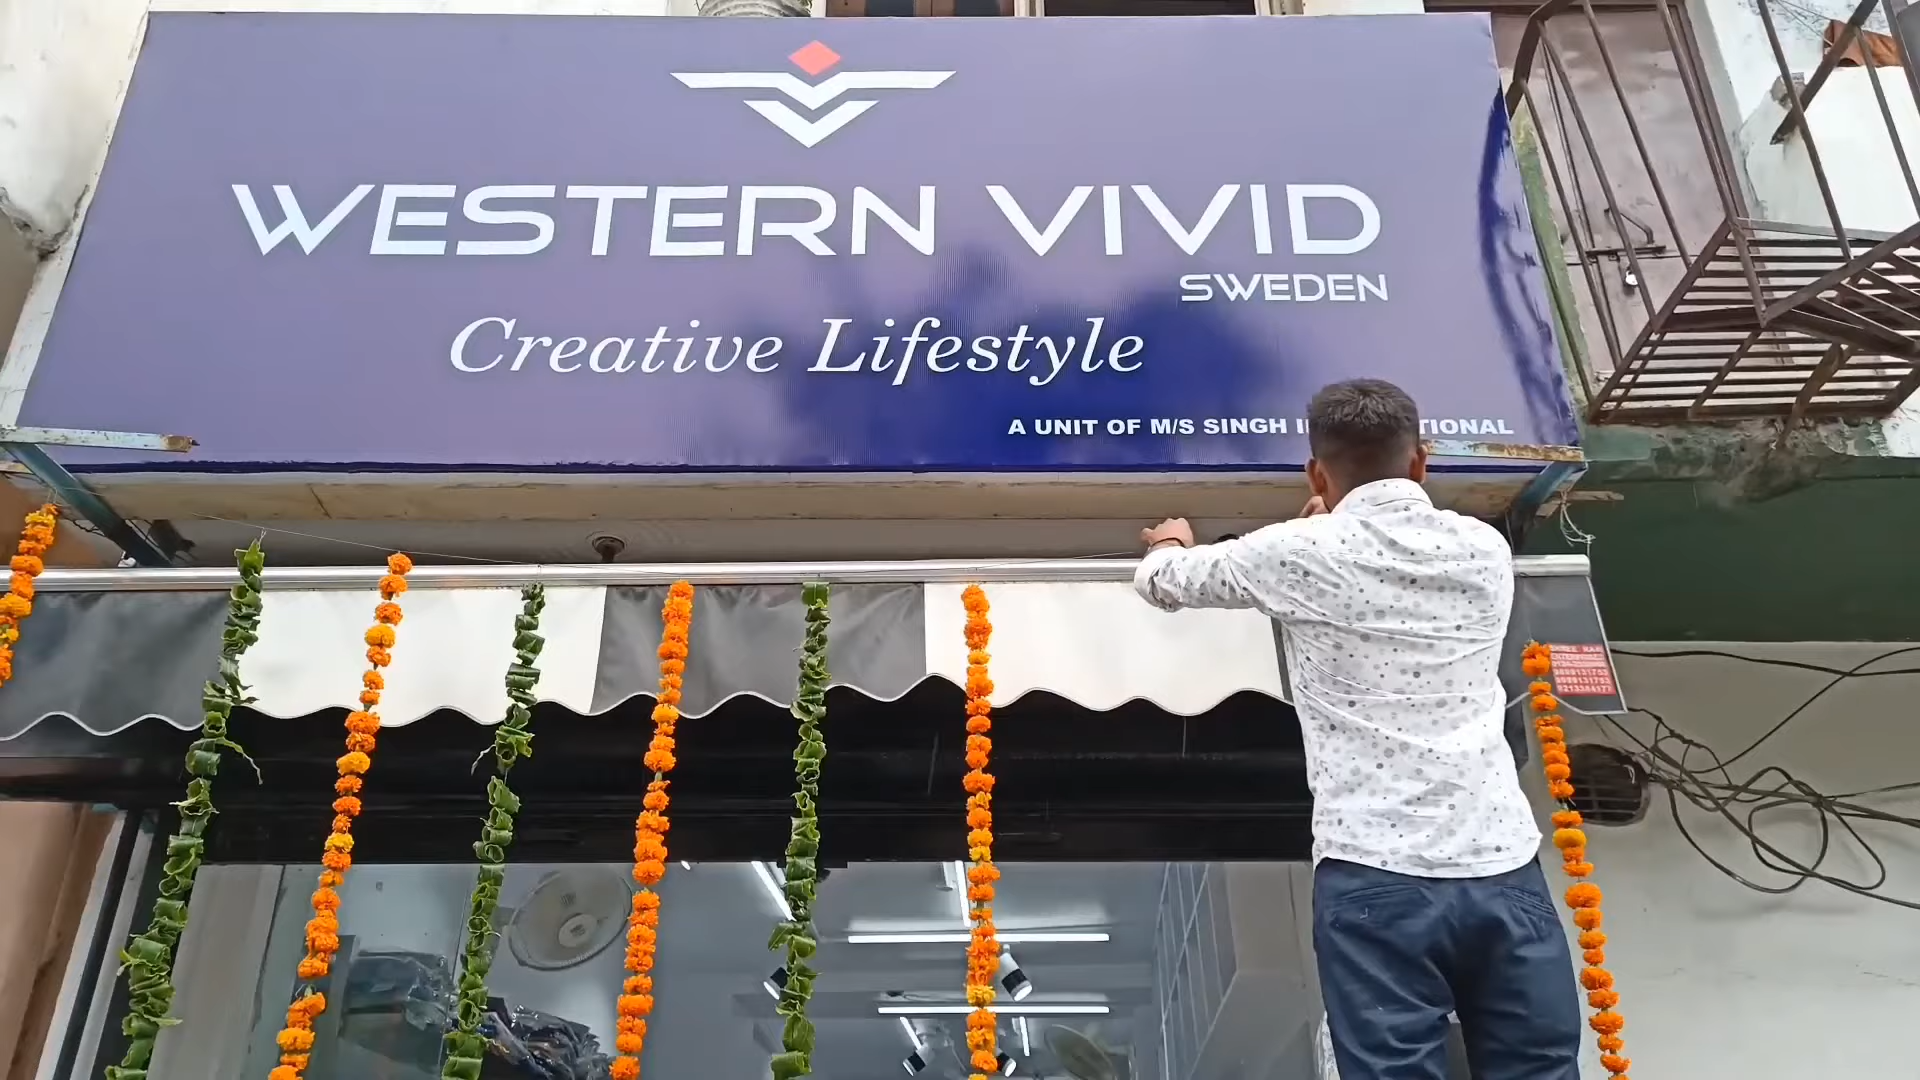 WESTERN VIVID
SWEDEN
Creative Lifestyle
A UNIT OF M/S SINGH